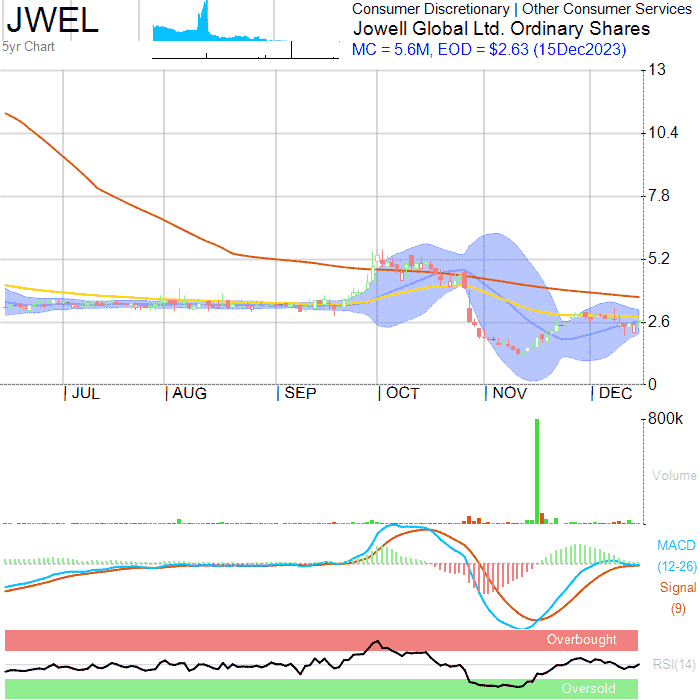 JWEL
5yr Chart
Consumer Discretionary | Other Consumer Services
Jowell Global Ltd. Ordinary Shares
MC = 5.6M, EOD = $2.63 (15Dec2023)
13
10.4
7.8
5.2
2.6
0
| JUL | AUG | SEP | OCT | NOV | DEC
800k
Volume
MACD
(12-26)
Signal
(9)
Overbought
RSI(14)
Oversold